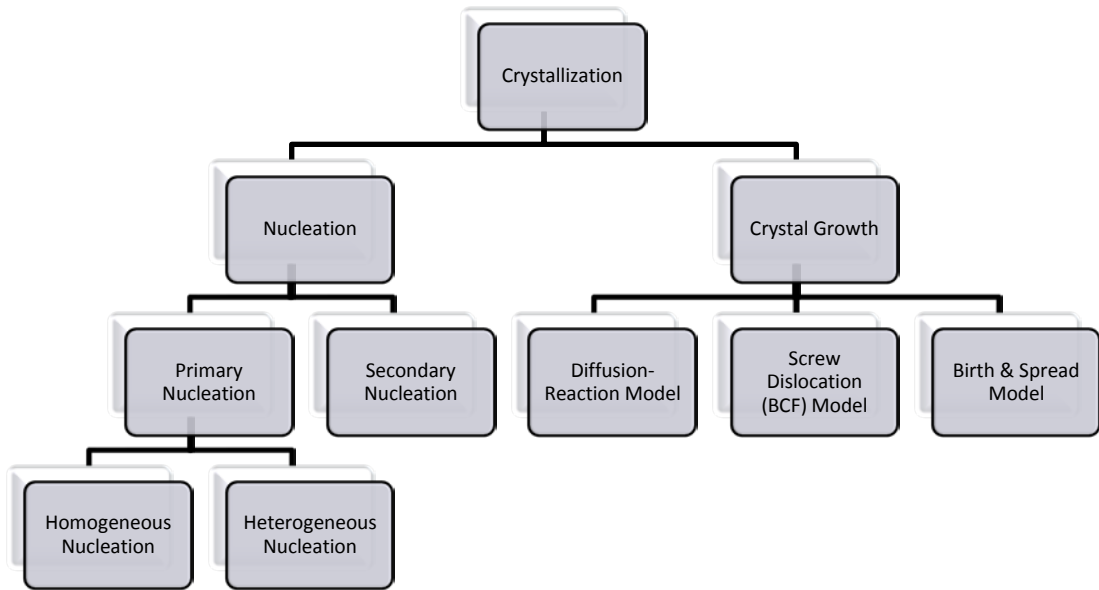 Crystallization
Nucleation
Crystal Growth
Primary
Nucleation
Secondary
Nucleation
Diffusion-
Reaction Model
Screw
Dislocation
(BCF) Model
Birth & Spread
Model
Homogeneous
Nucleation
Heterogeneous
Nucleation